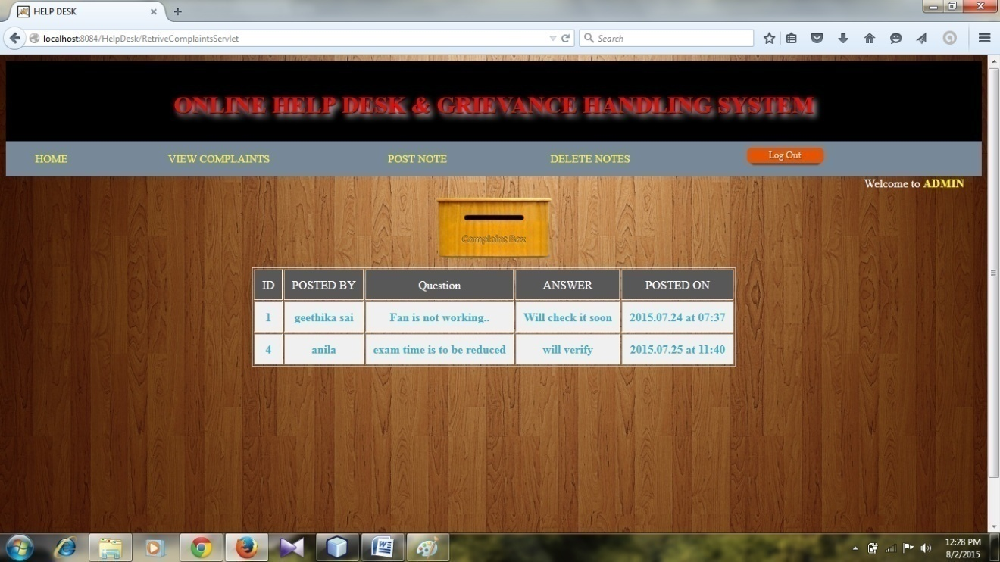 HELP DESK
localhost:8084/HelpDesk/RetriveComplaintsServlet
Search
ONLINE HELP DESK & GRIEVANCE HANDLING SYSTEM
HOME VIEW COMPLAINTS POST NOTE DELETE NOTES Log Out
Welcome to ADMIN
Complaint Box
ID POSTED BY Question ANSWER POSTED ON
1 geethika sai Fan is not working.. Will check it soon 2015.07.24 at 07:37
4 anila exam time is to be reduced will verify 2015.07.25 at 11:40
12:28 PM
8/2/2015